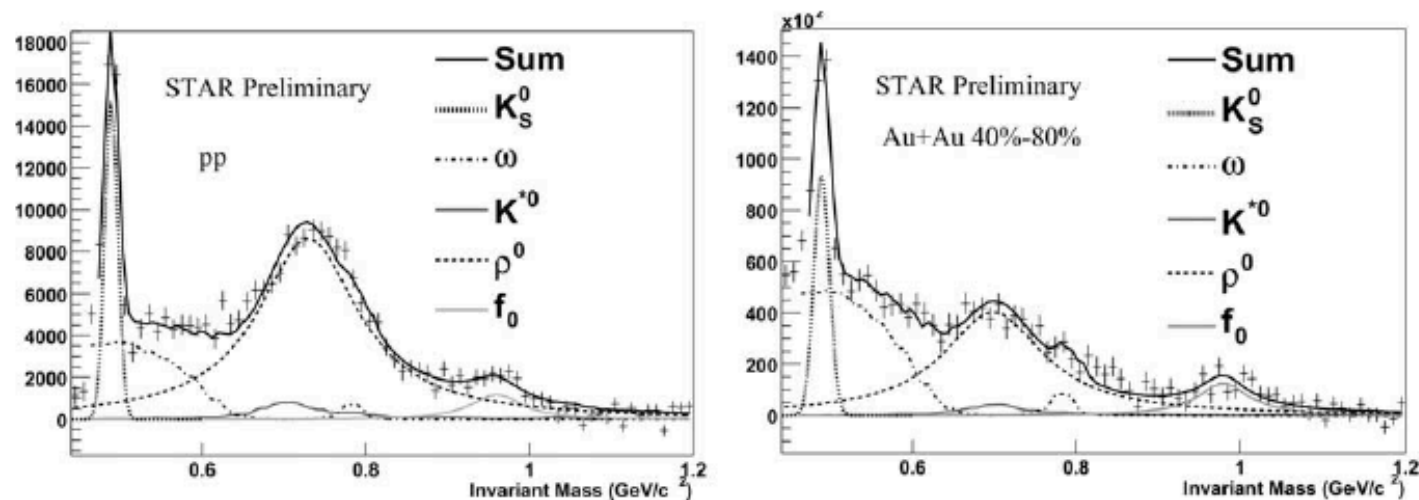 18000
16000
14000
12000
10000
8000
6000
4000
2000
0
STAR Preliminary
pp
Sum
K⁰S
ω
K*0
ρ⁰
f₀
0.6
0.8
1
1.2
Invariant Mass (GeV/c ²)
x10²
1400
1200
1000
800
600
400
200
0
STAR Preliminary
Au+Au 40%-80%
Sum
K⁰S
ω
K*0
ρ⁰
f₀
0.6
0.8
1
1.2
Invariant Mass (GeV/c ²)